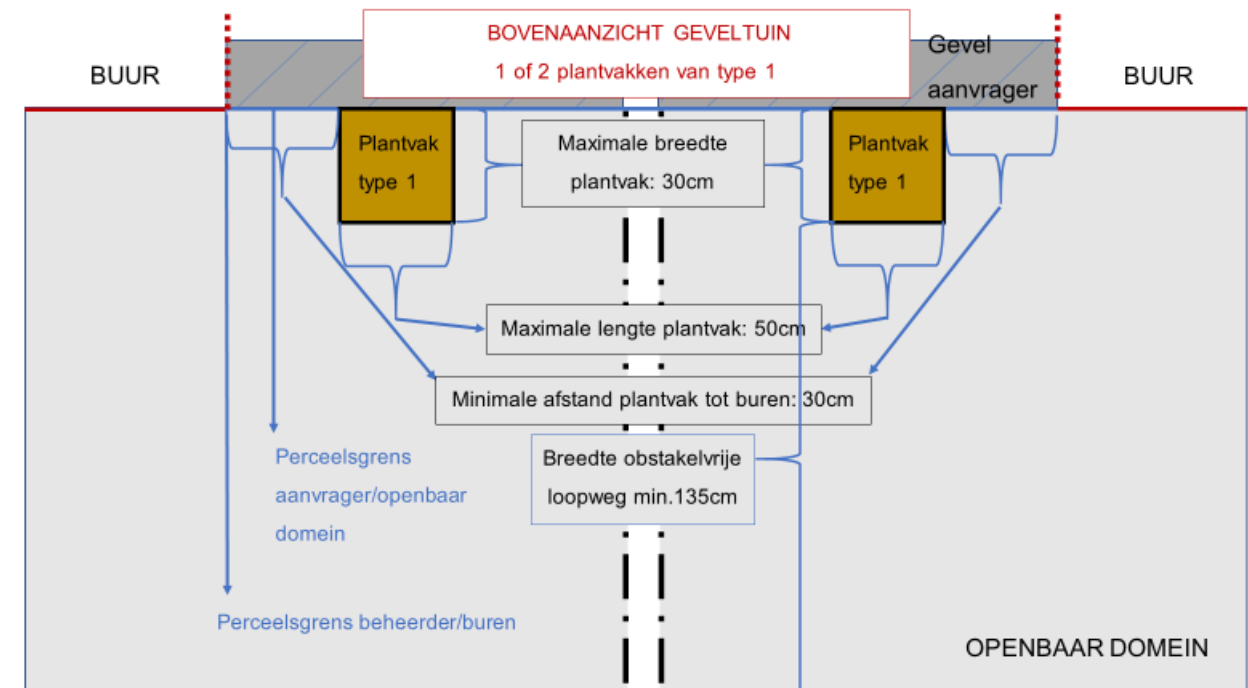 BOVENAANZICHT GEVELTUIN
1 of 2 plantvakken van type 1
BUUR
Gevel
aanvrager
BUUR
Plantvak
type 1
Maximale breedte
plantvak: 30cm
Plantvak
type 1
Maximale lengte plantvak: 50cm
Minimale afstand plantvak tot buren: 30cm
Perceelsgrens
aanvrager/openbaar
domein
Breedte obstakelvrije
loopweg min.135cm
Perceelsgrens beheerder/buren
OPENBAAR DOMEIN